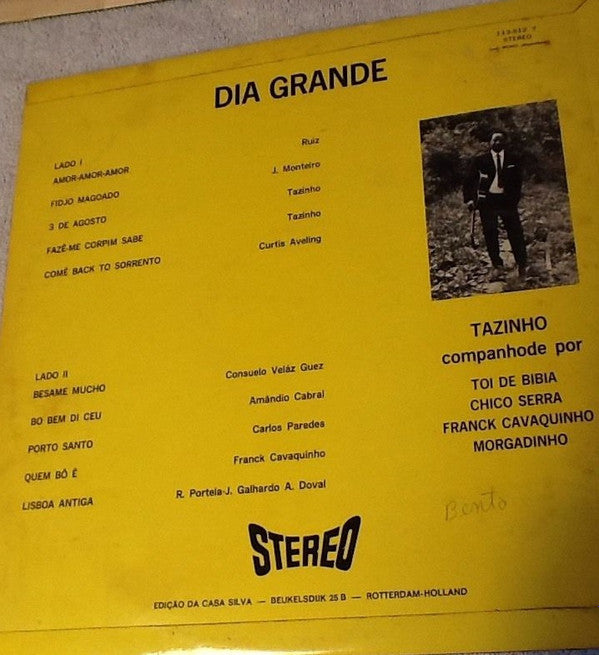 STEREO
DIA GRANDE
LADO I
AMOR-AMOR-AMOR Ruiz
FIDJO MAGOADO J. Monteiro
3 DE AGOSTO Tazinho
FAZÊ-ME CORPIM SABE Tazinho
COMÊ BACK TO SORRENTO Curtis Aveling
LADO II
BESAME MUCHO Consuelo Veláz Guez
BO BEM DI CEU Amândio Cabral
PORTO SANTO Carlos Paredes
QUEM BÔ Ê Franck Cavaquinho
LISBOA ANTIGA R. Portela-J. Galhardo A. Doval
TAZINHO
companhode por
TOI DE BIBIA
CHICO SERRA
FRANCK CAVAQUINHO
MORGADINHO
Bento
STEREO
EDIÇÃO DA CASA SILVA — BEUKELSDIJK 25 B — ROTTERDAM-HOLLAND